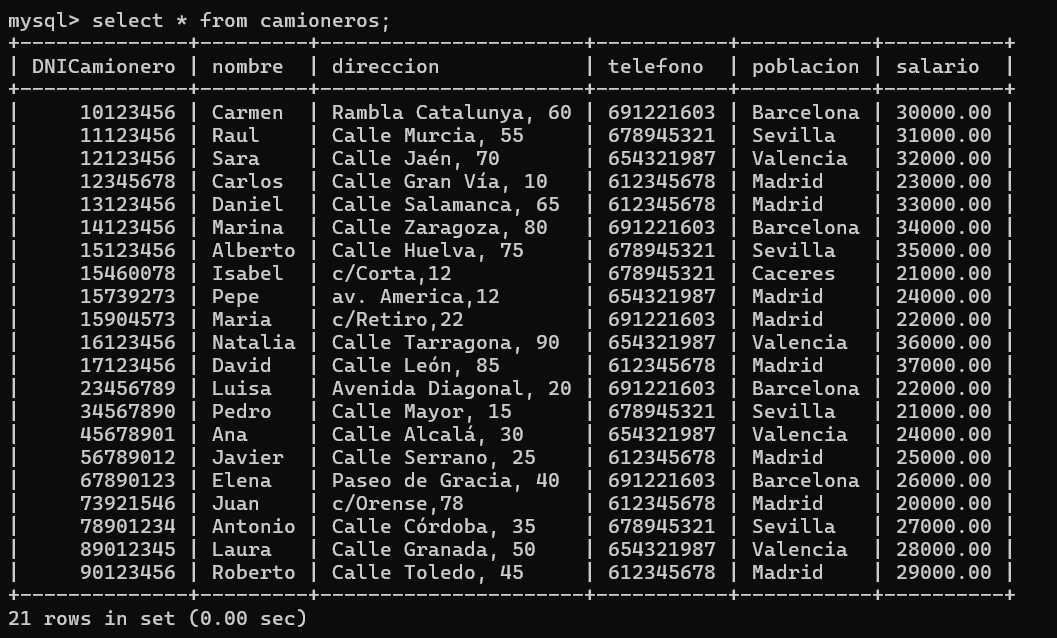 mysql> select * from camioneros;
+--------------+---------+----------------------+-----------+-----------+----------+
| DNICamionero | nombre  | direccion            | telefono  | poblacion | salario  |
+--------------+---------+----------------------+-----------+-----------+----------+
|     10123456 | Carmen  | Rambla Catalunya, 60 | 691221603 | Barcelona | 30000.00 |
|     11123456 | Raul    | Calle Murcia, 55     | 678945321 | Sevilla   | 31000.00 |
|     12123456 | Sara    | Calle Jaén, 70       | 654321987 | Valencia  | 32000.00 |
|     12345678 | Carlos  | Calle Gran Vía, 10   | 612345678 | Madrid    | 23000.00 |
|     13123456 | Daniel  | Calle Salamanca, 65  | 612345678 | Madrid    | 33000.00 |
|     14123456 | Marina  | Calle Zaragoza, 80   | 691221603 | Barcelona | 34000.00 |
|     15123456 | Alberto | Calle Huelva, 75     | 678945321 | Sevilla   | 35000.00 |
|     15460078 | Isabel  | c/Corta,12           | 678945321 | Caceres   | 21000.00 |
|     15739273 | Pepe    | av. America,12       | 654321987 | Madrid    | 24000.00 |
|     15904573 | Maria   | c/Retiro,22          | 691221603 | Madrid    | 22000.00 |
|     16123456 | Natalia | Calle Tarragona, 90  | 654321987 | Valencia  | 36000.00 |
|     17123456 | David   | Calle León, 85       | 612345678 | Madrid    | 37000.00 |
|     23456789 | Luisa   | Avenida Diagonal, 20 | 691221603 | Barcelona | 22000.00 |
|     34567890 | Pedro   | Calle Mayor, 15      | 678945321 | Sevilla   | 21000.00 |
|     45678901 | Ana     | Calle Alcalá, 30     | 654321987 | Valencia  | 24000.00 |
|     56789012 | Javier  | Calle Serrano, 25    | 612345678 | Madrid    | 25000.00 |
|     67890123 | Elena   | Paseo de Gracia, 40  | 691221603 | Barcelona | 26000.00 |
|     73921546 | Juan    | c/Orense,78          | 612345678 | Madrid    | 20000.00 |
|     78901234 | Antonio | Calle Córdoba, 35    | 678945321 | Sevilla   | 27000.00 |
|     89012345 | Laura   | Calle Granada, 50    | 654321987 | Valencia  | 28000.00 |
|     90123456 | Roberto | Calle Toledo, 45     | 612345678 | Madrid    | 29000.00 |
+--------------+---------+----------------------+-----------+-----------+----------+
21 rows in set (0.00 sec)